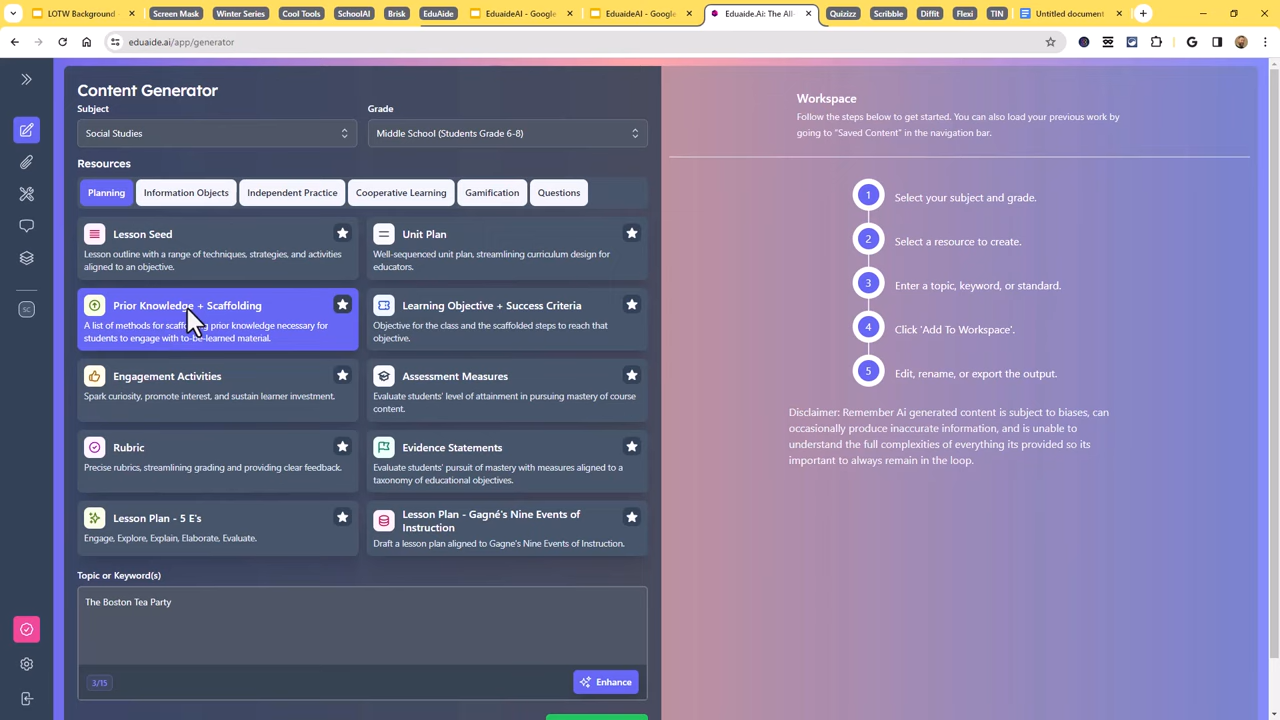 LOTW Background -
Screen Mask
Winter Series
Cool Tools
SchoolAI
Brisk
EduAide
EduaideAI - Google
EduaideAI - Google
Eduaide.Ai: The All-
Quizizz
Scribble
Diffit
Flexi
TIN
Untitled document
eduaide.ai/app/generator
Content Generator
Subject
Grade
Social Studies
Middle School (Students Grade 6-8)
Resources
Planning
Information Objects
Independent Practice
Cooperative Learning
Gamification
Questions
Lesson Seed
Lesson outline with a range of techniques, strategies, and activities
aligned to an objective.
Unit Plan
Well-sequenced unit plan, streamlining curriculum design for
educators.
Prior Knowledge + Scaffolding
A list of methods for scaff prior knowledge necessary for
students to engage with to-be-learned material.
Learning Objective + Success Criteria
Objective for the class and the scaffolded steps to reach that
objective.
Engagement Activities
Spark curiosity, promote interest, and sustain learner investment.
Assessment Measures
Evaluate students' level of attainment in pursuing mastery of course
content.
Rubric
Precise rubrics, streamlining grading and providing clear feedback.
Evidence Statements
Evaluate students' pursuit of mastery with measures aligned to a
taxonomy of educational objectives.
Lesson Plan - 5 E's
Engage, Explore, Explain, Elaborate, Evaluate.
Lesson Plan - Gagné's Nine Events of
Instruction
Draft a lesson plan aligned to Gagne's Nine Events of Instruction.
Topic or Keyword(s)
The Boston Tea Party
3/15
Enhance
SC
Workspace
Follow the steps below to get started. You can also load your previous work by
going to "Saved Content" in the navigation bar.
1 Select your subject and grade.
2 Select a resource to create.
3 Enter a topic, keyword, or standard.
4 Click 'Add To Workspace'.
5 Edit, rename, or export the output.
Disclaimer: Remember Ai generated content is subject to biases, can
occasionally produce inaccurate information, and is unable to
understand the full complexities of everything its provided so its
important to always remain in the loop.